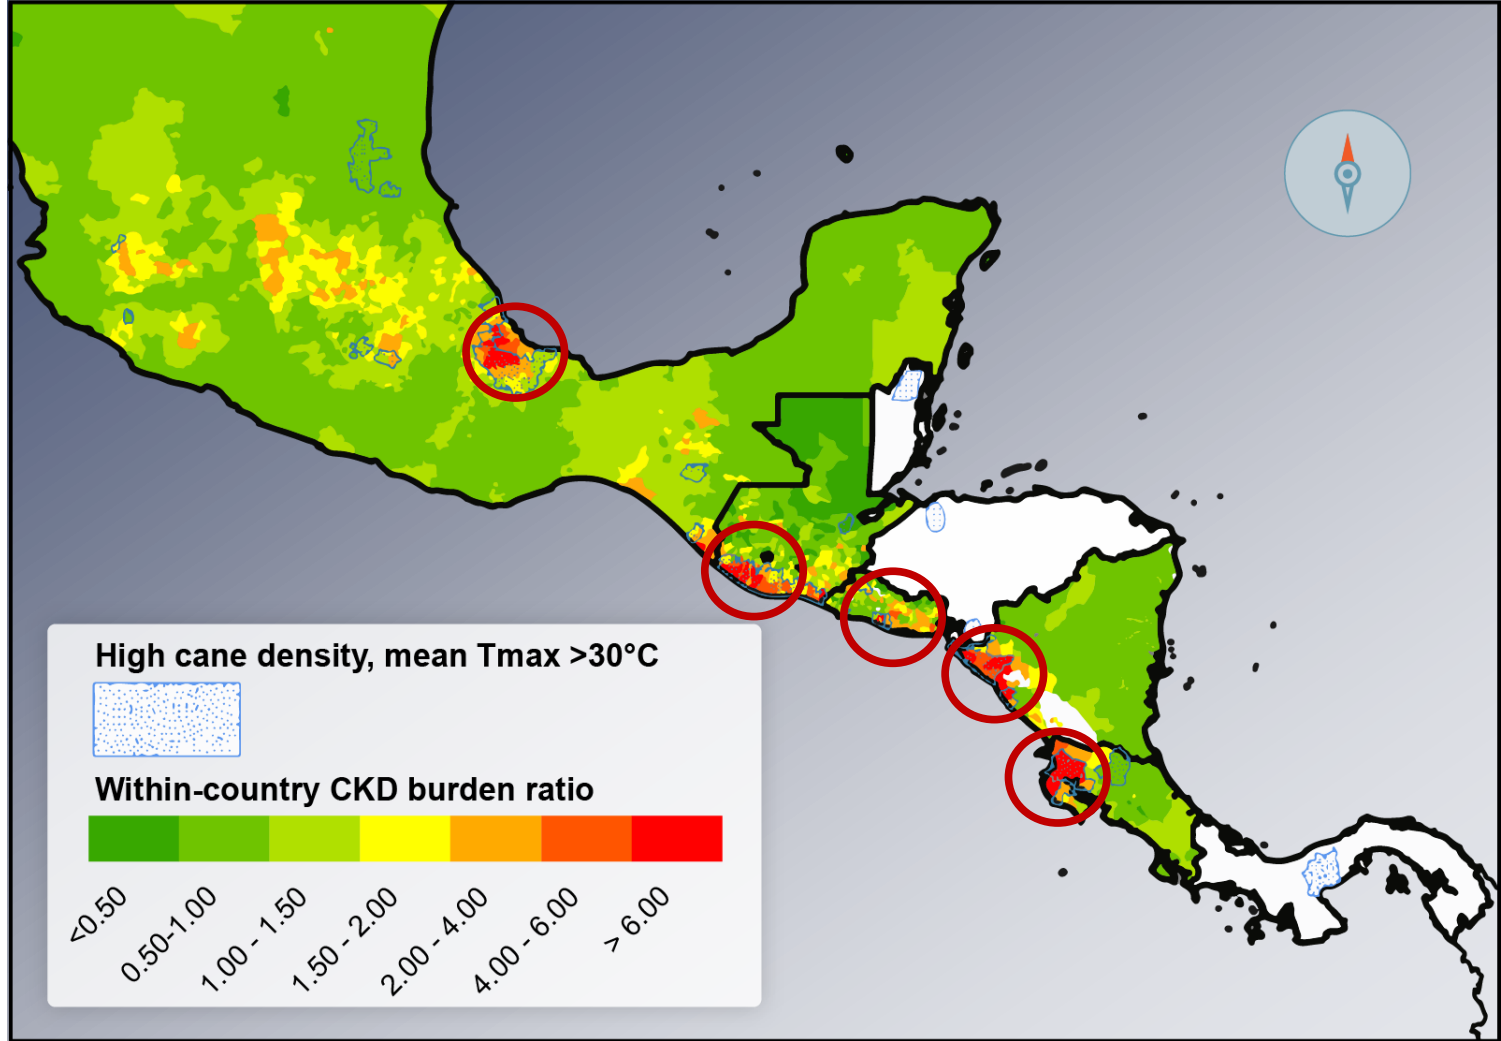 High cane density, mean Tmax >30°C
Within-country CKD burden ratio
<0.50
0.50-1.00
1.00 - 1.50
1.50 - 2.00
2.00 - 4.00
4.00 - 6.00
> 6.00